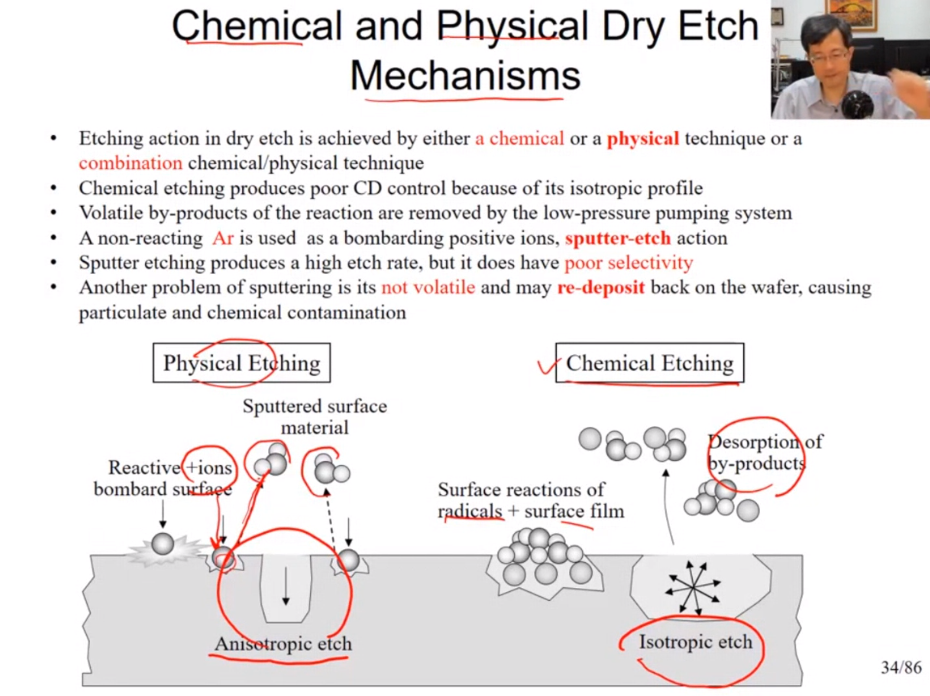 Chemical and Physical Dry Etch
Mechanisms
• Etching action in dry etch is achieved by either a chemical or a physical technique or a
combination chemical/physical technique
• Chemical etching produces poor CD control because of its isotropic profile
• Volatile by-products of the reaction are removed by the low-pressure pumping system
• A non-reacting Ar is used as a bombarding positive ions, sputter-etch action
• Sputter etching produces a high etch rate, but it does have poor selectivity
• Another problem of sputtering is its not volatile and may re-deposit back on the wafer, causing
particulate and chemical contamination
Physical Etching
Sputtered surface
material
Reactive +ions
bombard surface
Anisotropic etch
Chemical Etching
Desorption of
by-products
Surface reactions of
radicals + surface film
Isotropic etch
34/86